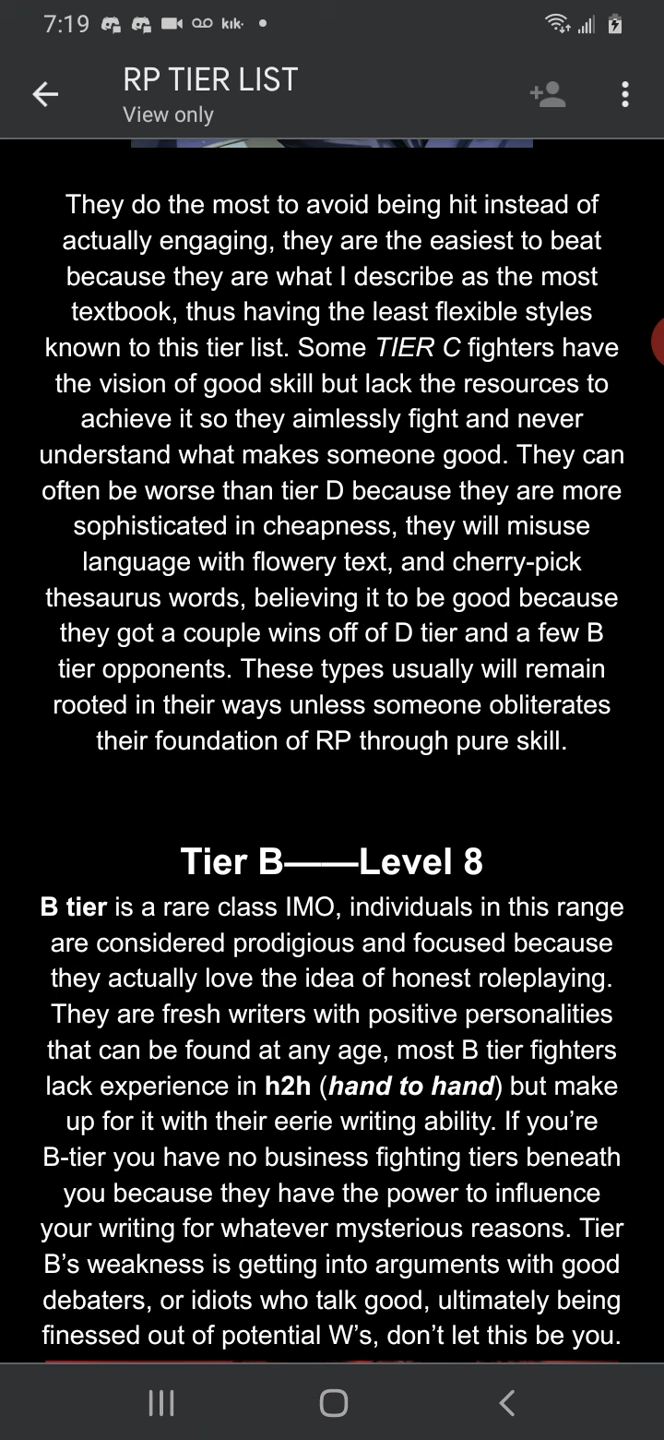 7:19 kik
RP TIER LIST
View only
They do the most to avoid being hit instead of
actually engaging, they are the easiest to beat
because they are what I describe as the most
textbook, thus having the least flexible styles
known to this tier list. Some TIER C fighters have
the vision of good skill but lack the resources to
achieve it so they aimlessly fight and never
understand what makes someone good. They can
often be worse than tier D because they are more
sophisticated in cheapness, they will misuse
language with flowery text, and cherry-pick
thesaurus words, believing it to be good because
they got a couple wins off of D tier and a few B
tier opponents. These types usually will remain
rooted in their ways unless someone obliterates
their foundation of RP through pure skill.
Tier B——Level 8
B tier is a rare class IMO, individuals in this range
are considered prodigious and focused because
they actually love the idea of honest roleplaying.
They are fresh writers with positive personalities
that can be found at any age, most B tier fighters
lack experience in h2h (hand to hand) but make
up for it with their eerie writing ability. If you’re
B-tier you have no business fighting tiers beneath
you because they have the power to influence
your writing for whatever mysterious reasons. Tier
B’s weakness is getting into arguments with good
debaters, or idiots who talk good, ultimately being
finessed out of potential W’s, don’t let this be you.